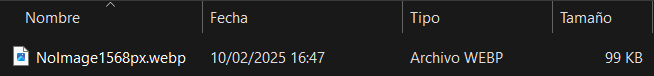 Nombre Fecha Tipo Tamaño
NoImage1568px.webp 10/02/2025 16:47 Archivo WEBP 99 KB